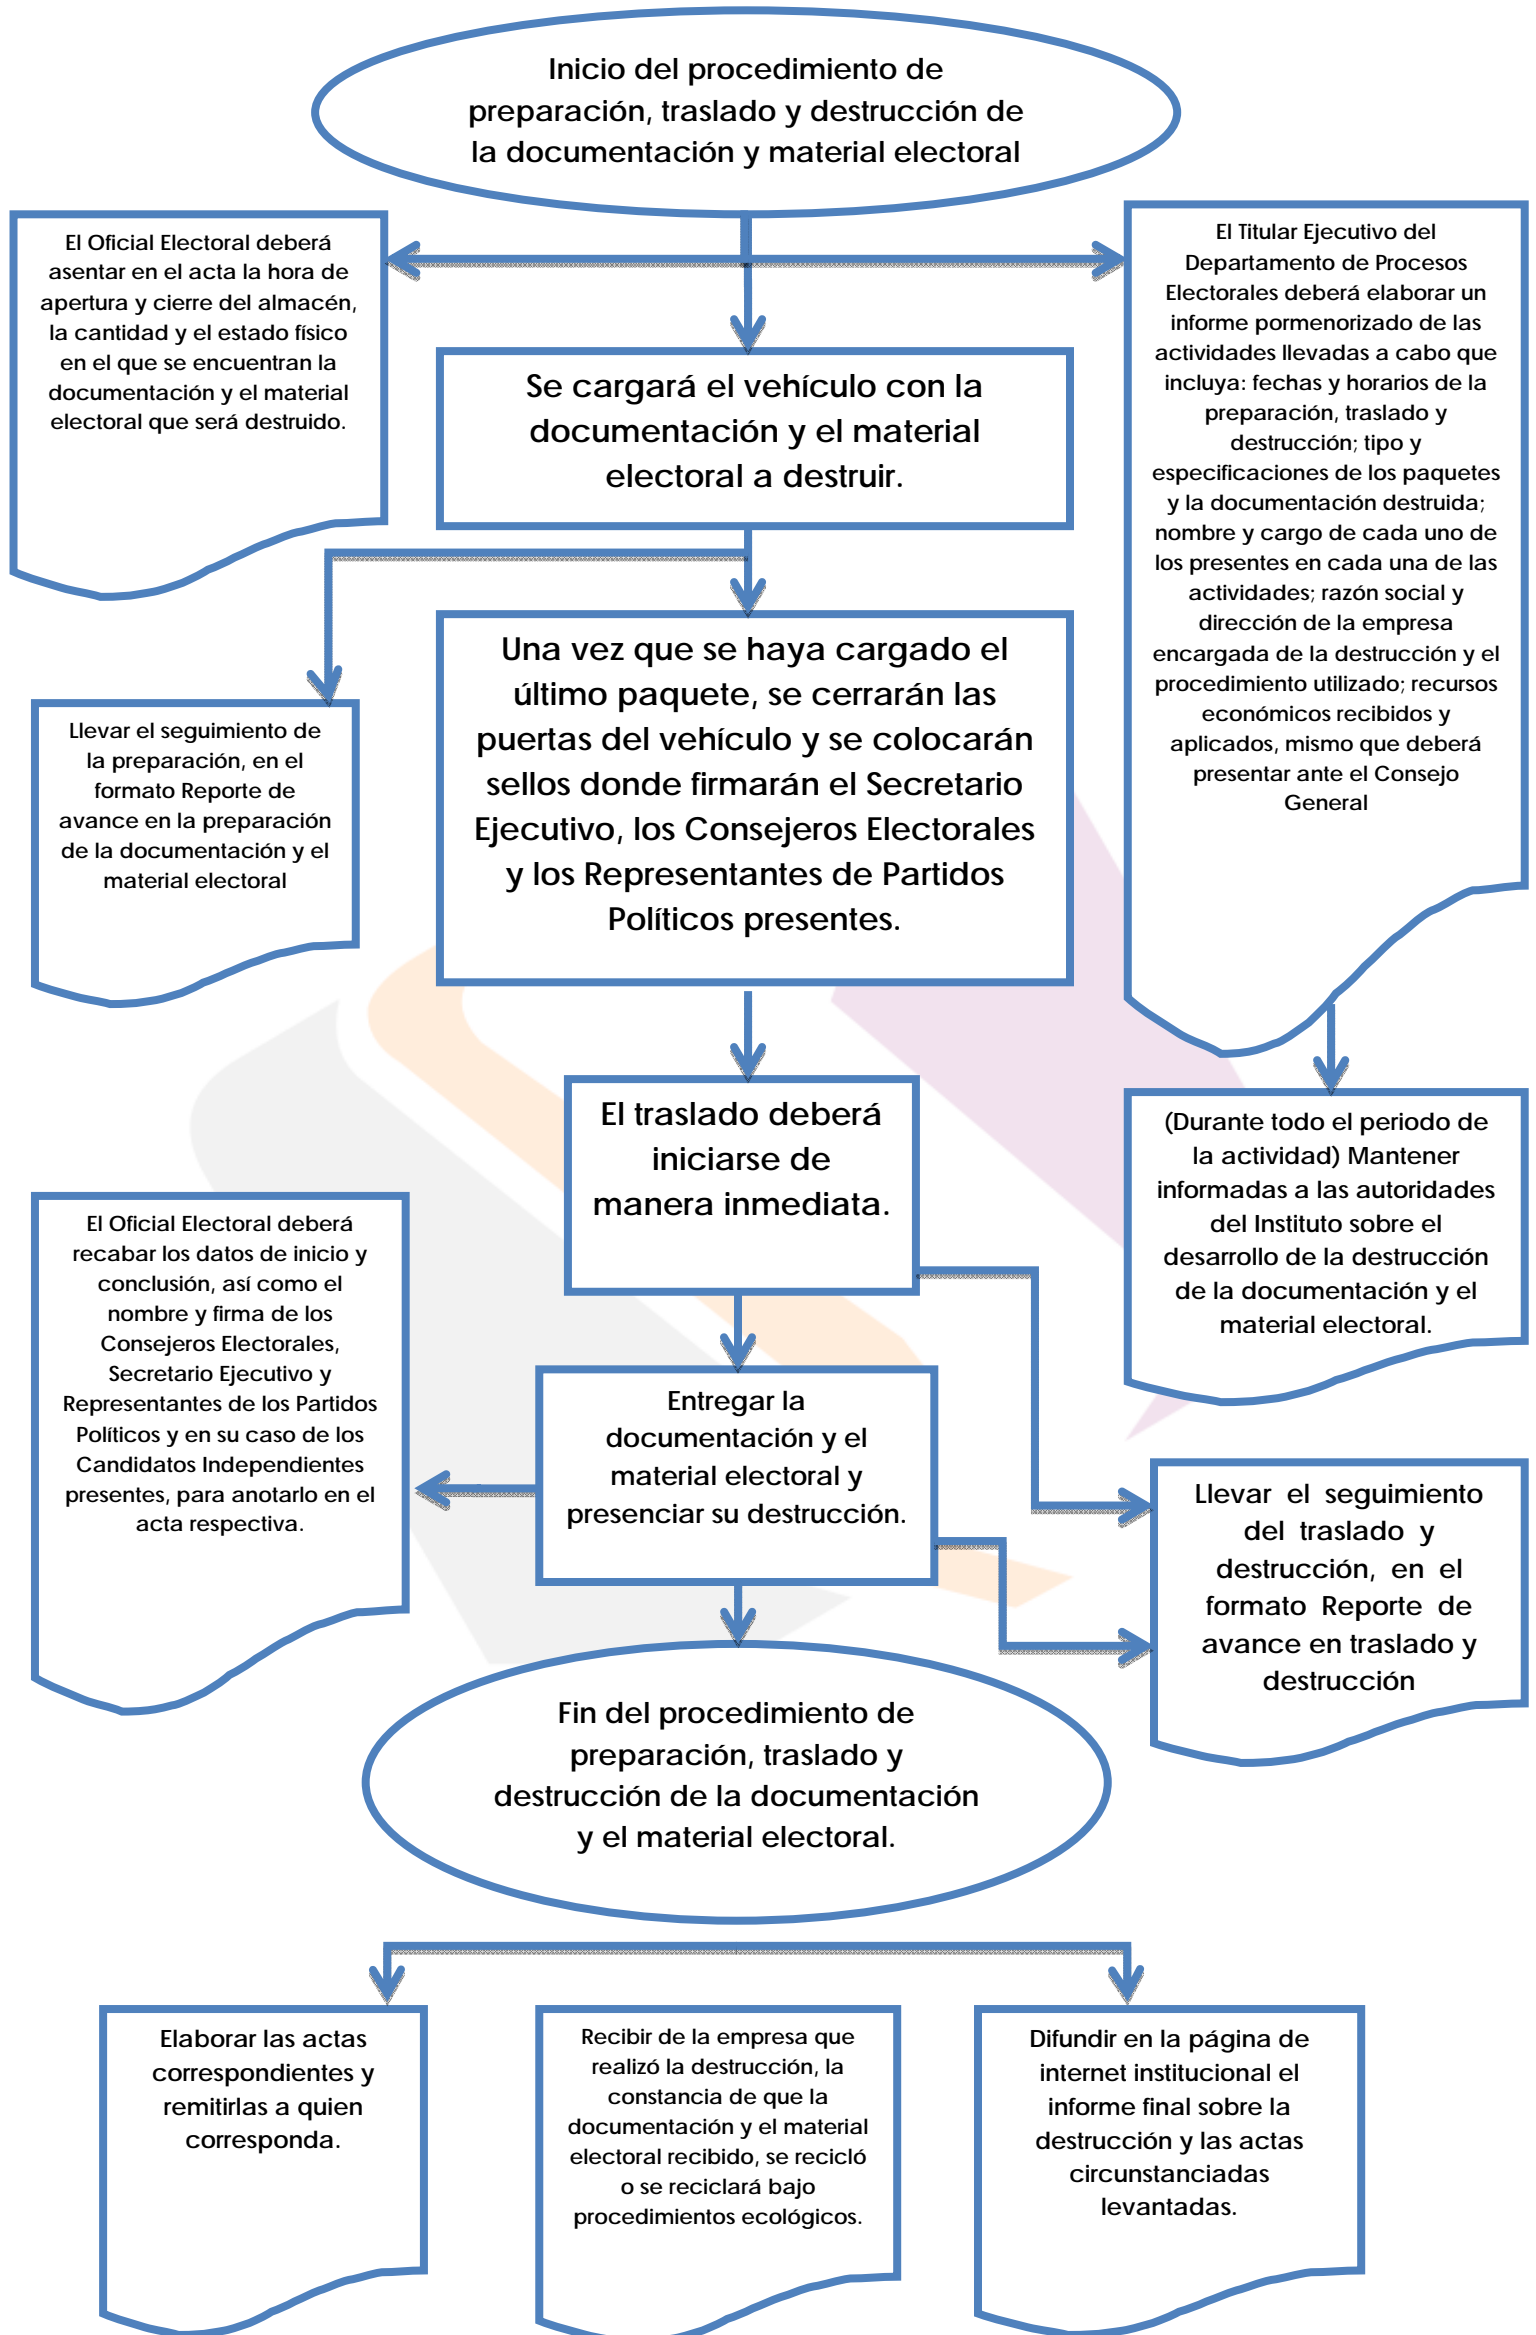 Inicio del procedimiento de
preparación, traslado y destrucción de
la documentación y material electoral
El Oficial Electoral deberá
asentar en el acta la hora de
apertura y cierre del almacén,
la cantidad y el estado físico
en el que se encuentran la
documentación y el material
electoral que será destruido.
Se cargará el vehículo con la
documentación y el material
electoral a destruir.
El Titular Ejecutivo del
Departamento de Procesos
Electorales deberá elaborar un
informe pormenorizado de las
actividades llevadas a cabo que
incluya: fechas y horarios de la
preparación, traslado y
destrucción; tipo y
especificaciones de los paquetes
y la documentación destruida;
nombre y cargo de cada uno de
los presentes en cada una de las
actividades; razón social y
dirección de la empresa
encargada de la destrucción y el
procedimiento utilizado; recursos
económicos recibidos y
aplicados, mismo que deberá
presentar ante el Consejo
General
Llevar el seguimiento de
la preparación, en el
formato Reporte de
avance en la preparación
de la documentación y el
material electoral
Una vez que se haya cargado el
último paquete, se cerrarán las
puertas del vehículo y se colocarán
sellos donde firmarán el Secretario
Ejecutivo, los Consejeros Electorales
y los Representantes de Partidos
Políticos presentes.
El traslado deberá
iniciarse de
manera inmediata.
(Durante todo el periodo de
la actividad) Mantener
informadas a las autoridades
del Instituto sobre el
desarrollo de la destrucción
de la documentación y el
material electoral.
El Oficial Electoral deberá
recabar los datos de inicio y
conclusión, así como el
nombre y firma de los
Consejeros Electorales,
Secretario Ejecutivo y
Representantes de los Partidos
Políticos y en su caso de los
Candidatos Independientes
presentes, para anotarlo en el
acta respectiva.
Entregar la
documentación y el
material electoral y
presenciar su destrucción.
Llevar el seguimiento
del traslado y
destrucción, en el
formato Reporte de
avance en traslado y
destrucción
Fin del procedimiento de
preparación, traslado y
destrucción de la documentación
y el material electoral.
Elaborar las actas
correspondientes y
remitirlas a quien
corresponda.
Recibir de la empresa que
realizó la destrucción, la
constancia de que la
documentación y el material
electoral recibido, se recicló
o se reciclará bajo
procedimientos ecológicos.
Difundir en la página de
internet institucional el
informe final sobre la
destrucción y las actas
circunstanciadas
levantadas.